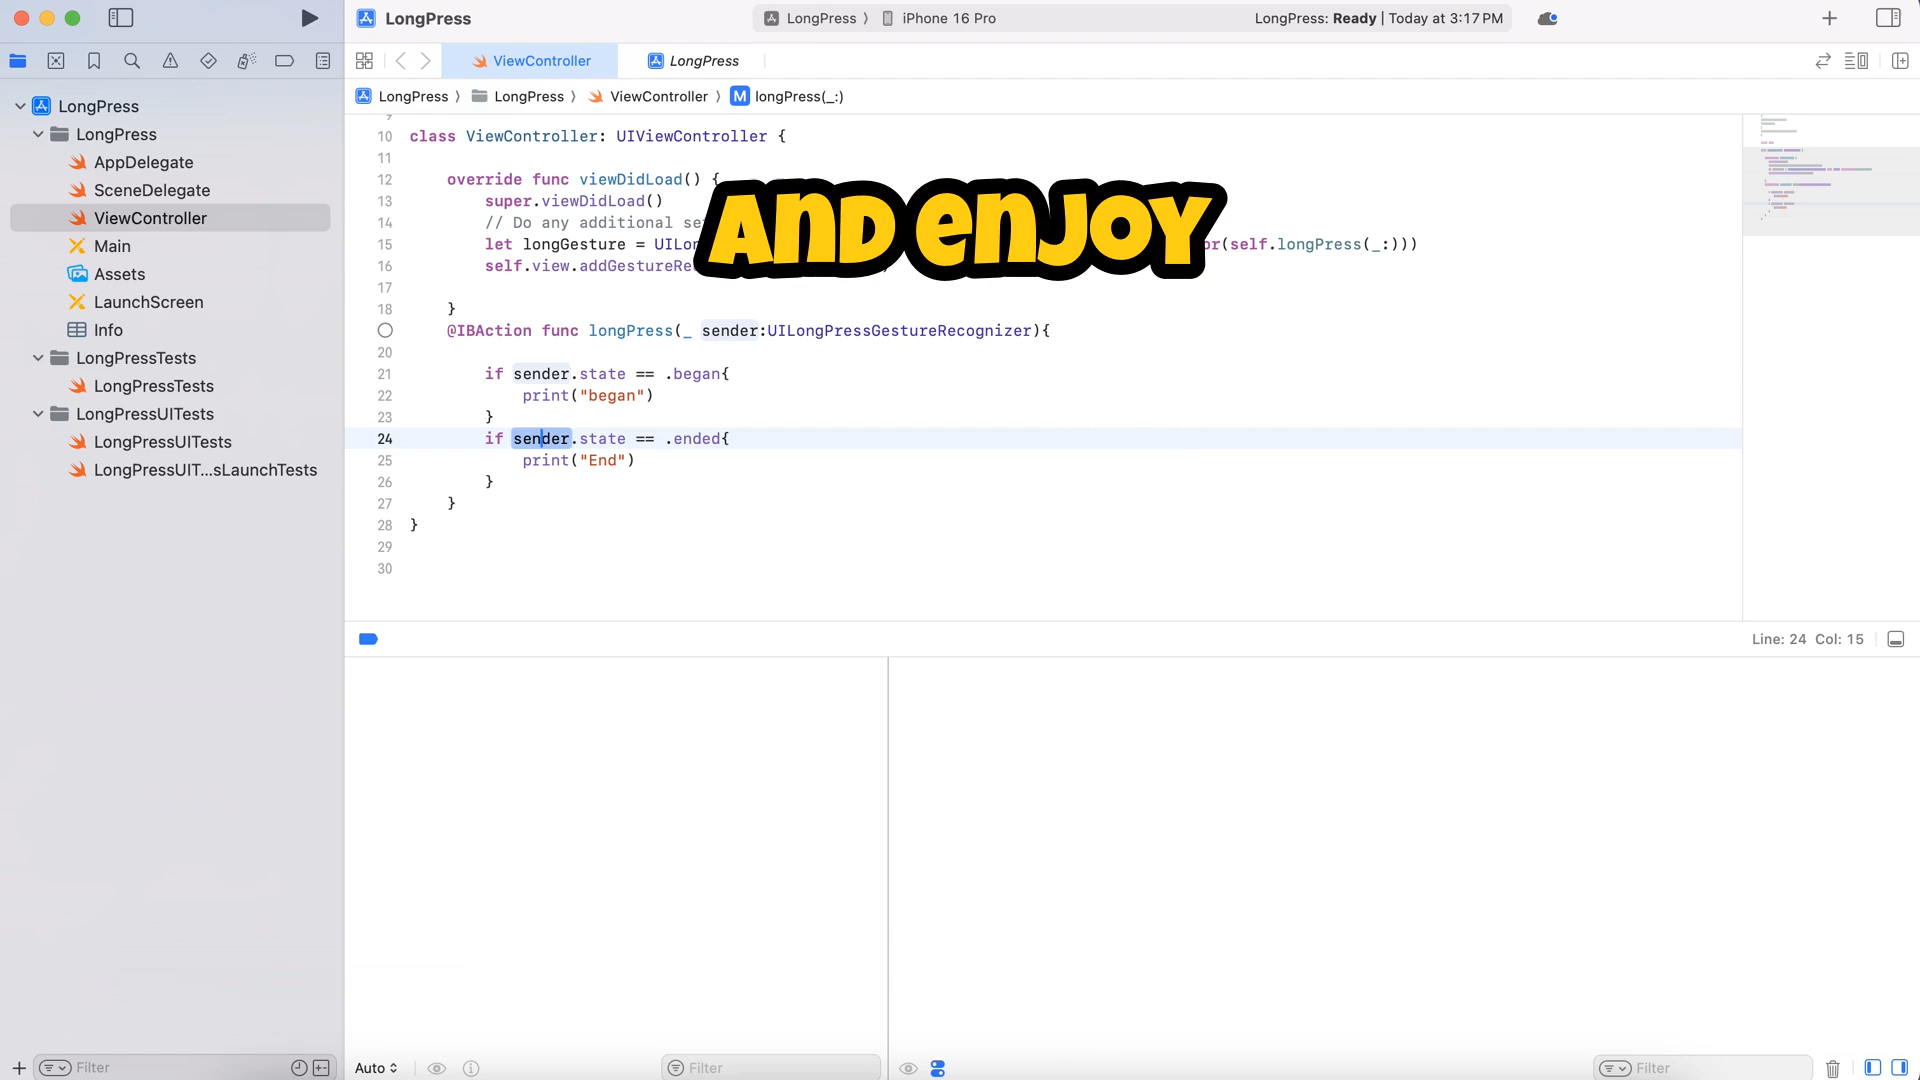 LongPress
LongPress 〉 iPhone 16 Pro
LongPress: Ready | Today at 3:17 PM
ViewController
LongPress
LongPress 〉 LongPress 〉 ViewController 〉 M longPress(_:)
LongPress
LongPress
AppDelegate
SceneDelegate
ViewController
Main
Assets
LaunchScreen
Info
LongPressTests
LongPressTests
LongPressUITests
LongPressUITests
LongPressUIT...sLaunchTests
9
10 class ViewController: UIViewController {
11
12 override func viewDidLoad() {
13 super.viewDidLoad()
14 // Do any additional se
15 let longGesture = UILon or(self.longPress(_:)))
16 self.view.addGestureRe
17
18 }
@IBAction func longPress(_ sender:UILongPressGestureRecognizer){
20
21 if sender.state == .began{
22 print("began")
23 }
24 if sender.state == .ended{
25 print("End")
26 }
27 }
28 }
29
30
AND ENJOY
Line: 24 Col: 15
Filter
Auto
Filter
Filter